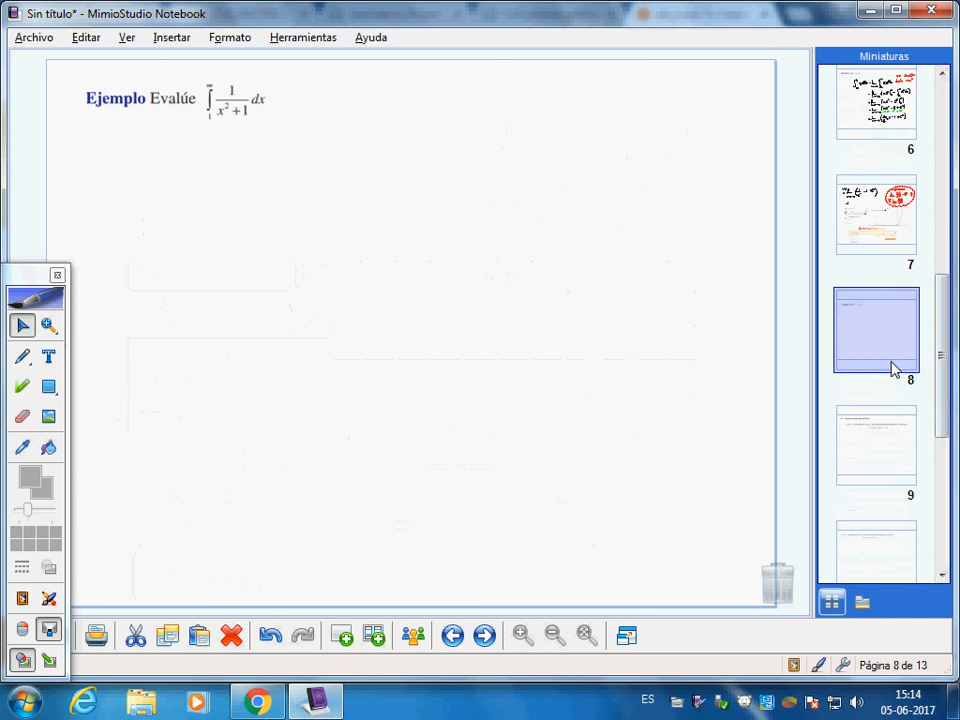 Sin título* - MimioStudio Notebook
Archivo Editar Ver Insertar Formato Herramientas Ayuda
Ejemplo Evalúe ∫₁^∞ 1/(x² + 1) dx
Miniaturas
6
7
8
9
Página 8 de 13
ES
15:14
05-06-2017